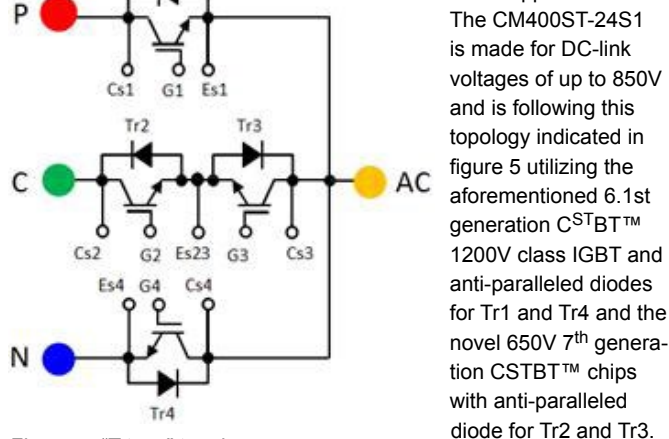 P
Cs1 G1 Es1
Tr2 Tr3
C
AC
Cs2 G2 Es23 G3 Cs3
Es4 G4 Cs4
N
Tr4
The CM400ST-24S1
is made for DC-link
voltages of up to 850V
and is following this
topology indicated in
figure 5 utilizing the
aforementioned 6.1st
generation CSTBT™
1200V class IGBT and
anti-paralleled diodes
for Tr1 and Tr4 and the
novel 650V 7th genera-
tion CSTBT™ chips
with anti-paralleled
diode for Tr2 and Tr3.